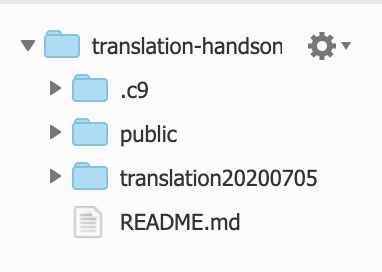 translation-handson
.c9
public
translation20200705
README.md